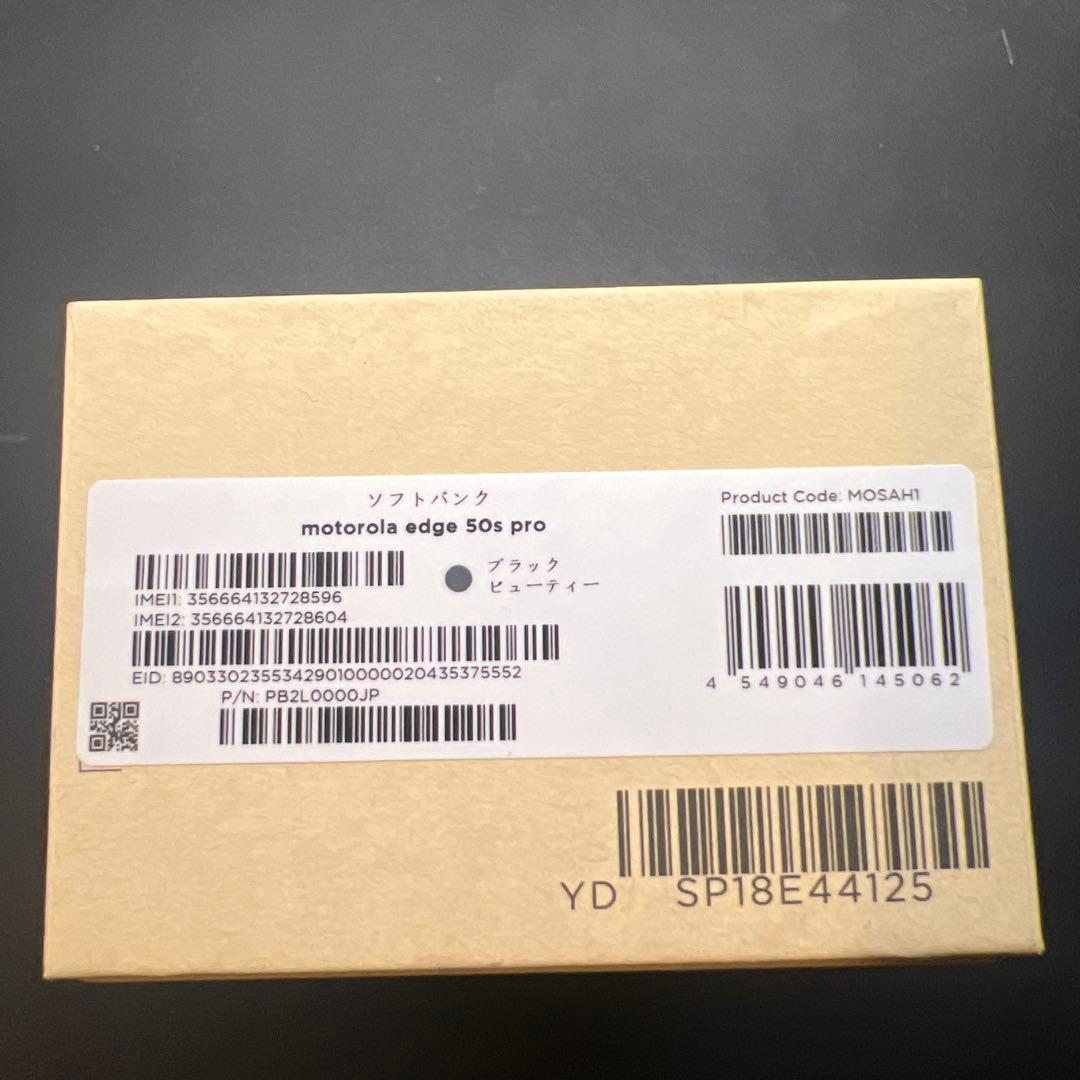 ソフトバンク
motorola edge 50s pro
Product Code: MOSAH1
ブラック
ビューティー
IMEI1: 356664132728596
IMEI2: 356664132728604
EID: 89033023553429010000020435375552
P/N: PB2L0000JP
4 549046 145062
YD SP18E44125